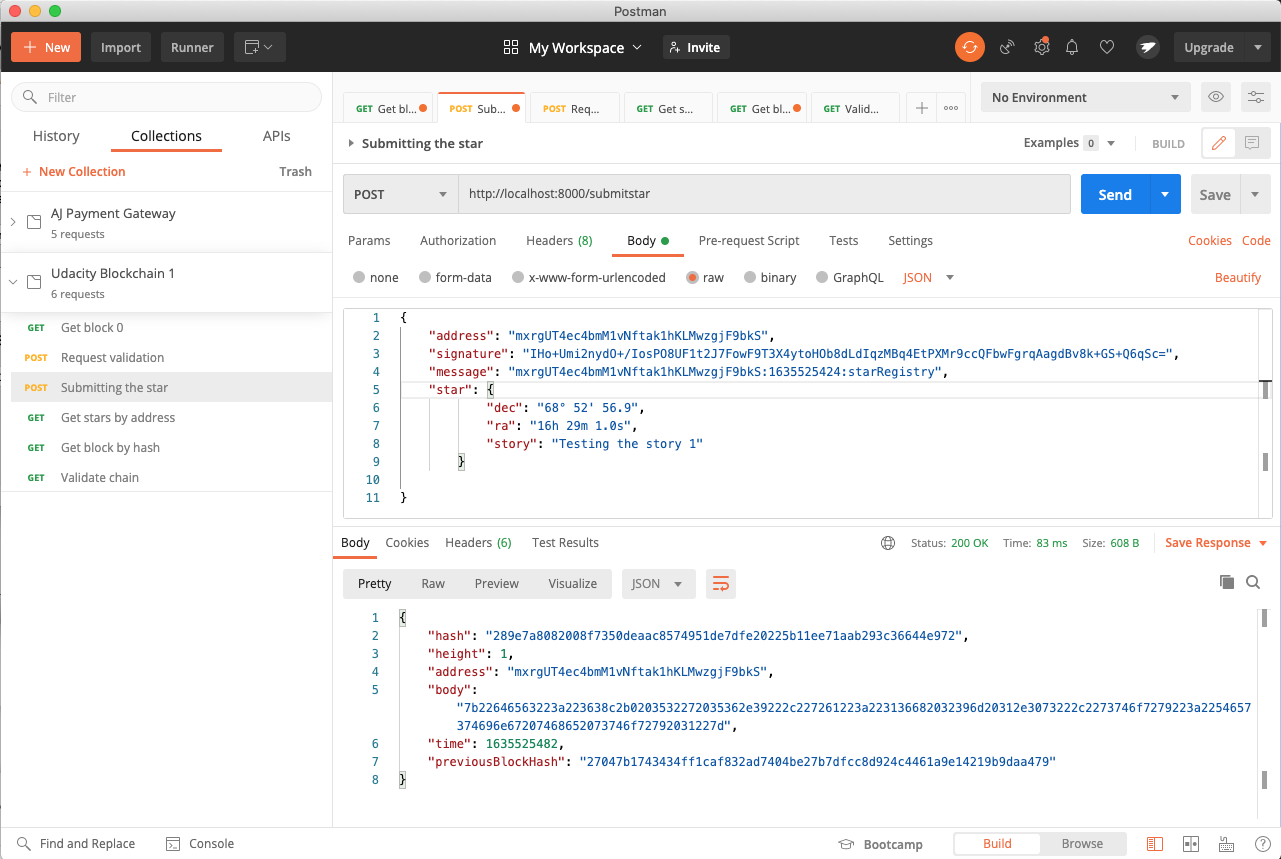 Postman
New
Import
Runner
My Workspace
Invite
Upgrade
Filter
History
Collections
APIs
+ New Collection
Trash
AJ Payment Gateway
5 requests
Udacity Blockchain 1
6 requests
GET Get block 0
POST Request validation
POST Submitting the star
GET Get stars by address
GET Get block by hash
GET Validate chain
GET Get bl...
POST Sub...
POST Req...
GET Get s...
GET Get bl...
GET Valid...
No Environment
Submitting the star
Examples 0
BUILD
POST
http://localhost:8000/submitstar
Send
Save
Params
Authorization
Headers (8)
Body
Pre-request Script
Tests
Settings
Cookies
Code
none
form-data
x-www-form-urlencoded
raw
binary
GraphQL
JSON
Beautify
1 {
2 "address": "mxrgUT4ec4bmM1vNftak1hKLMwzgjF9bkS",
3 "signature": "IHo+Umi2nydO+/IosPO8UF1t2J7FowF9T3X4ytoHOb8dLdIqzMBq4EtPXMr9ccQFbwFgrqAagdBv8k+GS+Q6qSc=",
4 "message": "mxrgUT4ec4bmM1vNftak1hKLMwzgjF9bkS:1635525424:starRegistry",
5 "star": {
6 "dec": "68° 52' 56.9",
7 "ra": "16h 29m 1.0s",
8 "story": "Testing the story 1"
9 }
10
11 }
Body
Cookies
Headers (6)
Test Results
Status: 200 OK
Time: 83 ms
Size: 608 B
Save Response
Pretty
Raw
Preview
Visualize
JSON
1 {
2 "hash": "289e7a8082008f7350deaac8574951de7dfe20225b11ee71aab293c36644e972",
3 "height": 1,
4 "address": "mxrgUT4ec4bmM1vNftak1hKLMwzgjF9bkS",
5 "body":
"7b22646563223a223638c2b0203532272035362e39222c227261223a223136682032396d20312e3073222c2273746f7279223a2254657
374696e67207468652073746f72792031227d",
6 "time": 1635525482,
7 "previousBlockHash": "27047b1743434ff1caf832ad7404be27b7dfcc8d924c4461a9e14219b9daa479"
8 }
Find and Replace
Console
Bootcamp
Build
Browse